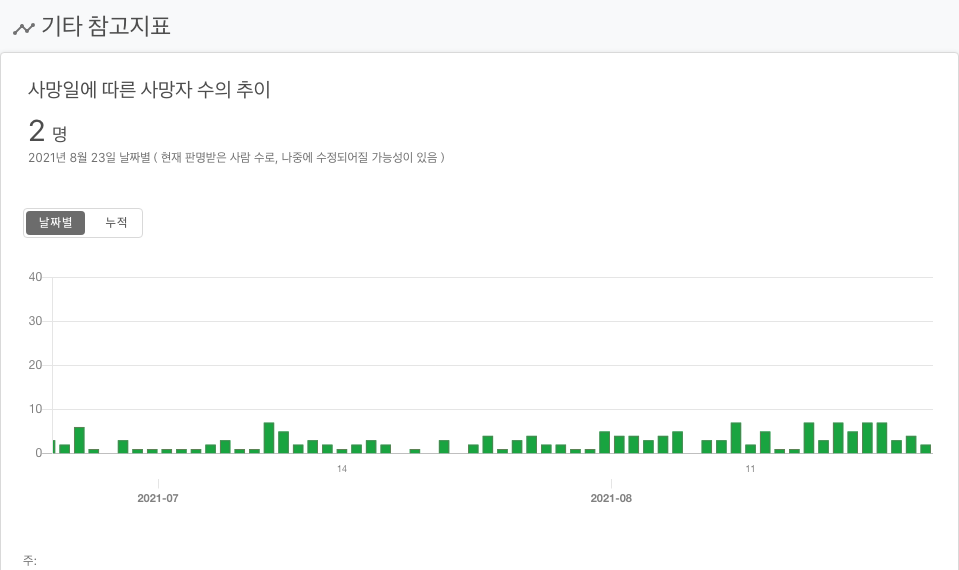 기타 참고지표
사망일에 따른 사망자 수의 추이
2 명
2021년 8월 23일 날짜별 ( 현재 판명받은 사람 수로, 나중에 수정되어질 가능성이 있음 )
날짜별 누적
40
30
20
10
0
14 11
2021-07 2021-08
주: